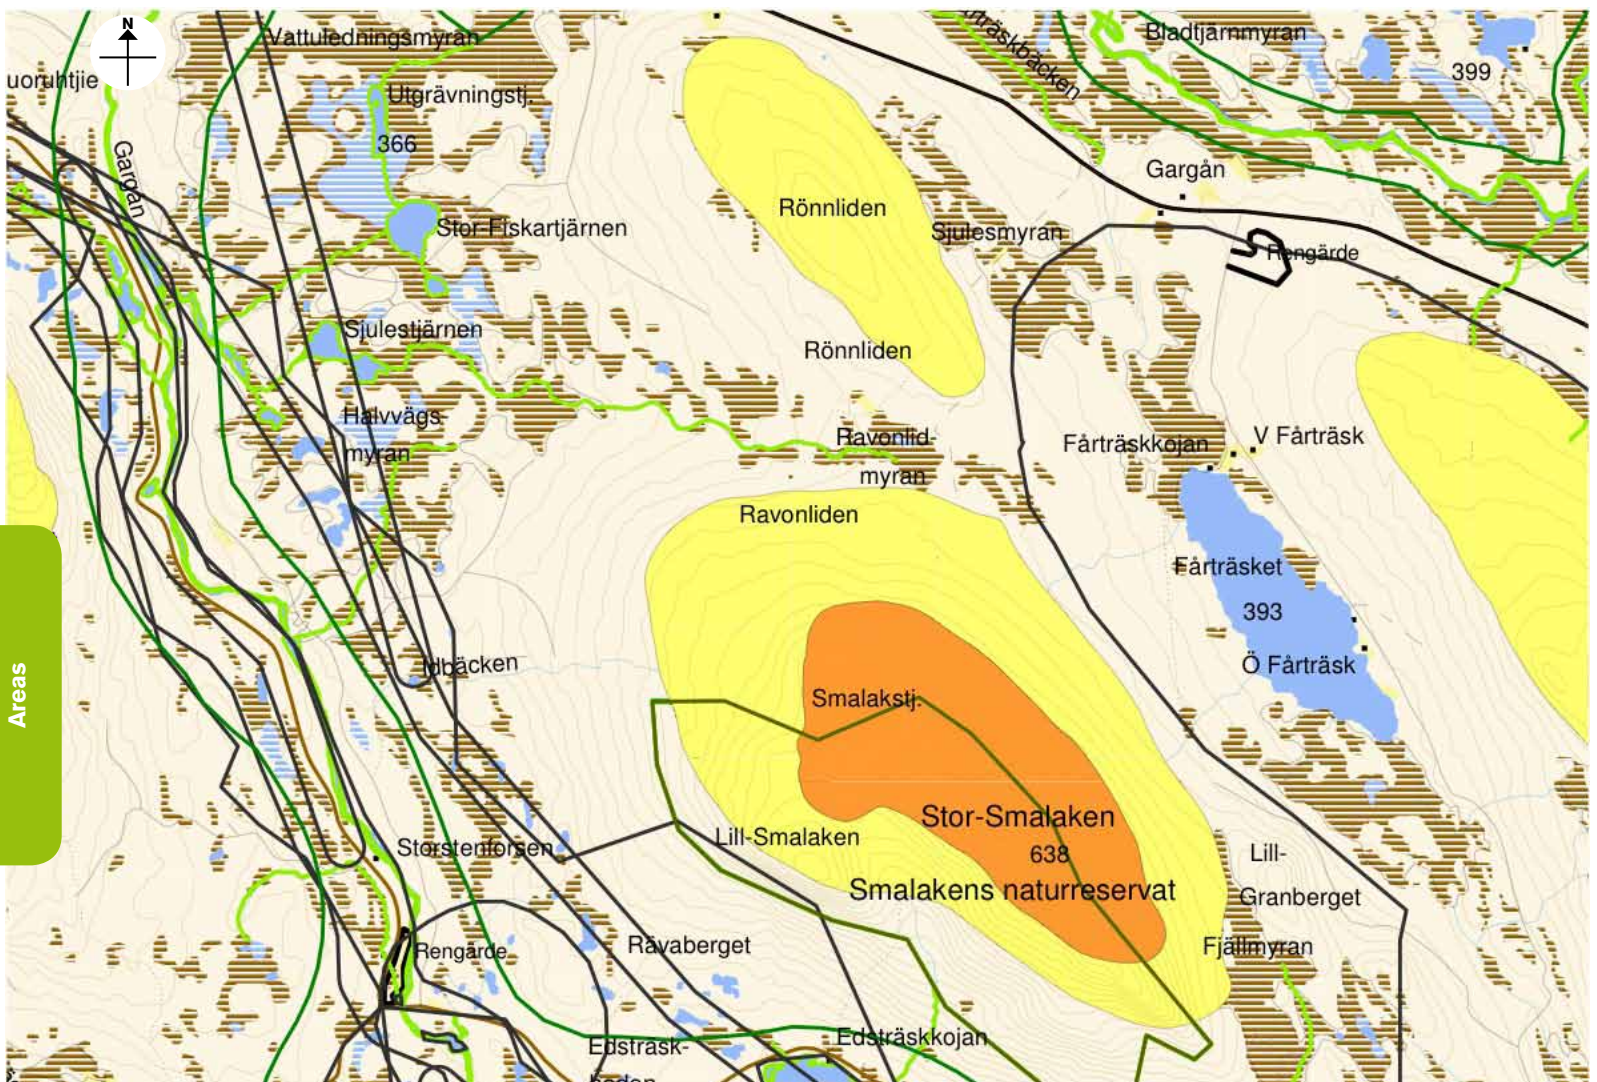 N
Vattuledningsmyran
uoruhtjie
Utgrävningstj.
366
Gargån
Stor-Fiskartjärnen
Sjulestjärnen
Halvvägs-
myran
Bladtjärnmyran
399
Gargån
Rönnliden
Sjulesmyran
Rengärde
Rönnliden
Ravonlid-
myran
Fårträskkojan
V Fårträsk
Ravonliden
Fårträsket
393
Ö Fårträsk
Idbäcken
Smalakstj.
Areas
Stor-Smalaken
638
Lill-Smalaken
Smalakens naturreservat
Storstenforsen
Lill-
Granberget
Fjällmyran
Rengärde
Rävaberget
Edsträskkojan
Edsträsk-